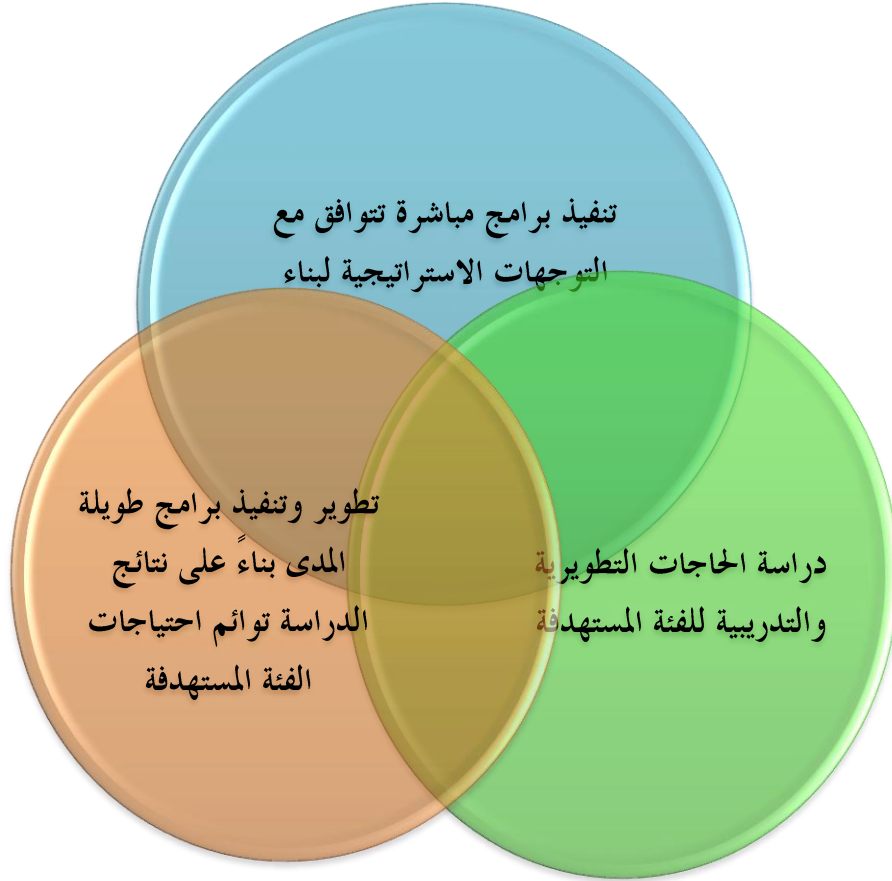 تنفيذ برامج مباشرة تتوافق مع
التوجهات الاستراتيجية لبناء
دراسة الحاجات التطويرية
والتدريبية للفئة المستهدفة
تطوير وتنفيذ برامج طويلة
المدى بناءً على نتائج
الدراسة توائم احتياجات
الفئة المستهدفة